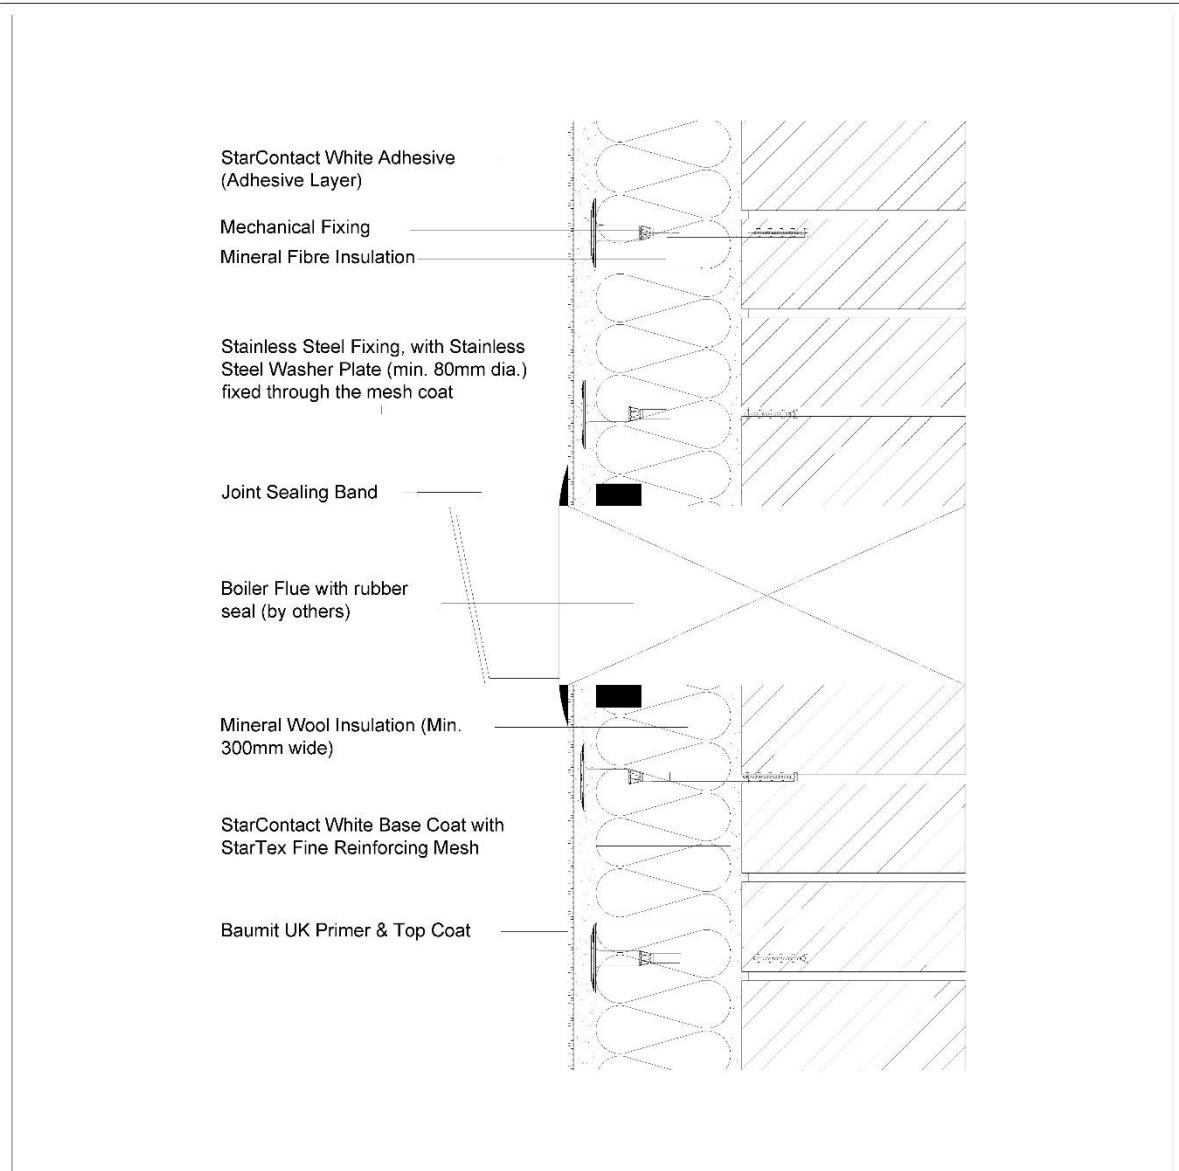 StarContact White Adhesive
(Adhesive Layer)
Mechanical Fixing
Mineral Fibre Insulation
Stainless Steel Fixing, with Stainless
Steel Washer Plate (min. 80mm dia.)
fixed through the mesh coat
Joint Sealing Band
Boiler Flue with rubber
seal (by others)
Mineral Wool Insulation (Min.
300mm wide)
StarContact White Base Coat with
StarTex Fine Reinforcing Mesh
Baumit UK Primer & Top Coat